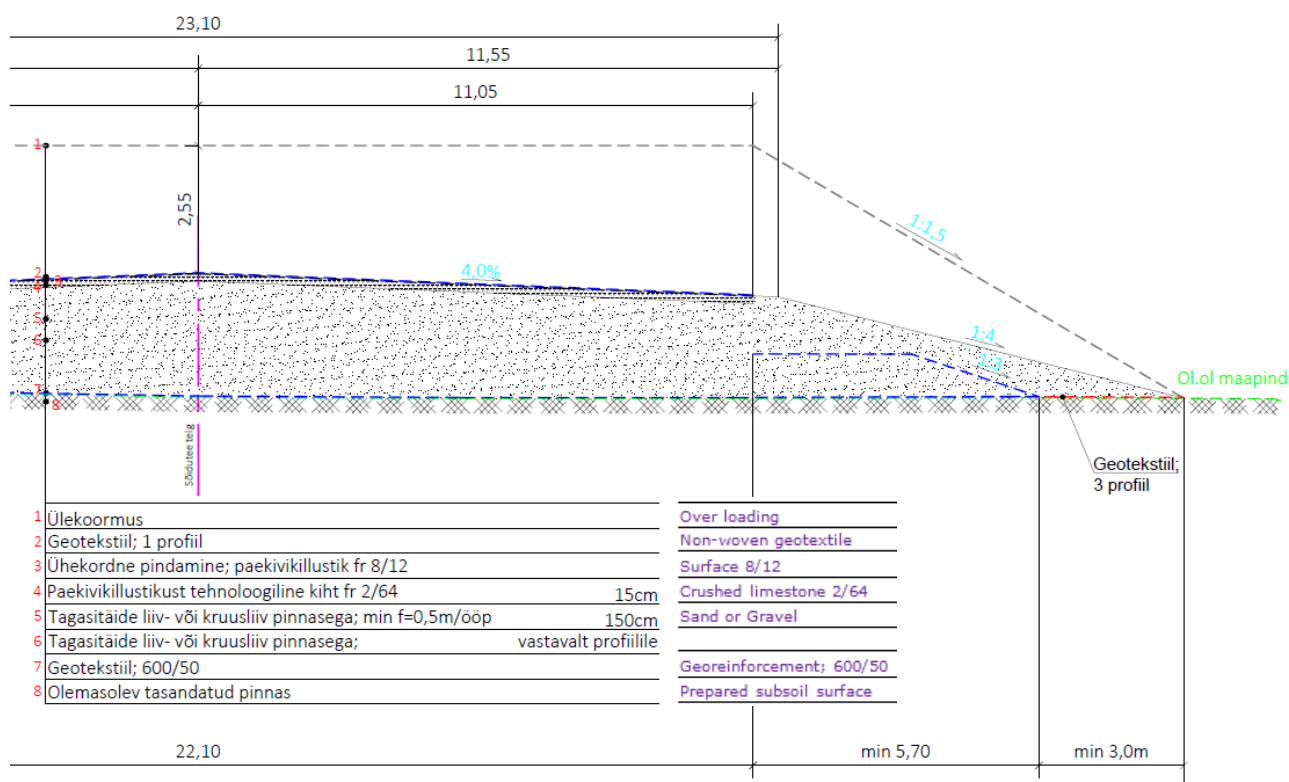 23,10
11,55
11,05
1
2,55
1:1,5
2
3
4
4,0%
5
6
1:4
1:3
7
8
Ol.ol maapind
Sõidutee telg
Geotekstiil;
3 profiil
1 Ülekoormus Over loading
2 Geotekstiil; 1 profiil Non-woven geotextile
3 Ühekordne pindamine; paekivikillustik fr 8/12 Surface 8/12
4 Paekivikillustikust tehnoloogiline kiht fr 2/64 15cm Crushed limestone 2/64
5 Tagasitäide liiv- või kruusliiv pinnasega; min f=0,5m/ööp 150cm Sand or Gravel
6 Tagasitäide liiv- või kruusliiv pinnasega; vastavalt profiilile
7 Geotekstiil; 600/50 Georeinforcement; 600/50
8 Olemasolev tasandatud pinnas Prepared subsoil surface
22,10
min 5,70
min 3,0m